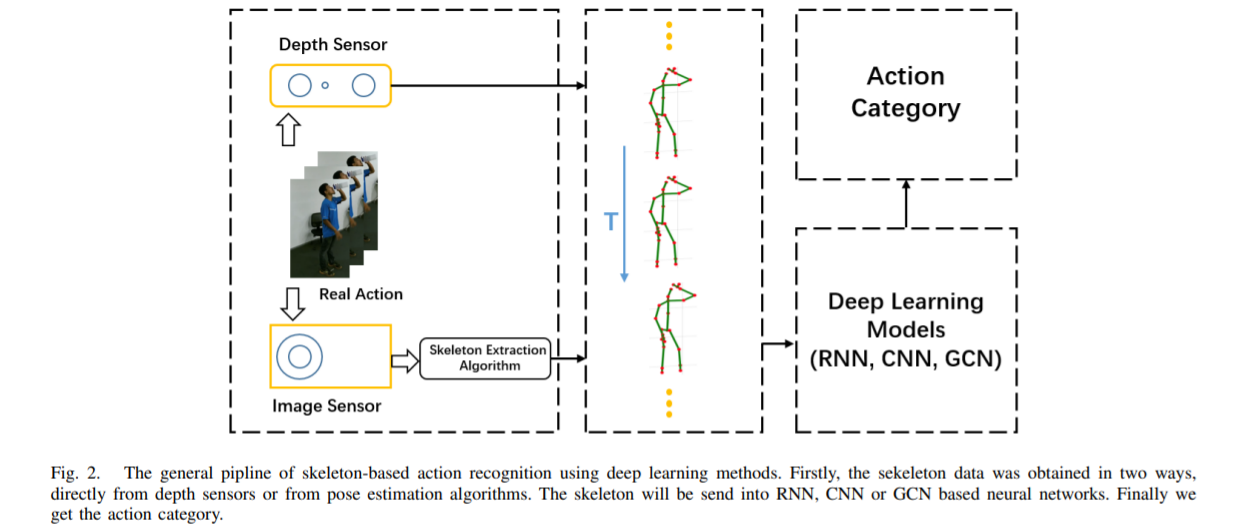 Depth Sensor
Real Action
Image Sensor
Skeleton Extraction
Algorithm
T
Action
Category
Deep Learning
Models
(RNN, CNN, GCN)
Fig. 2. The general pipline of skeleton-based action recognition using deep learning methods. Firstly, the sekeleton data was obtained in two ways,
directly from depth sensors or from pose estimation algorithms. The skeleton will be send into RNN, CNN or GCN based neural networks. Finally we
get the action category.